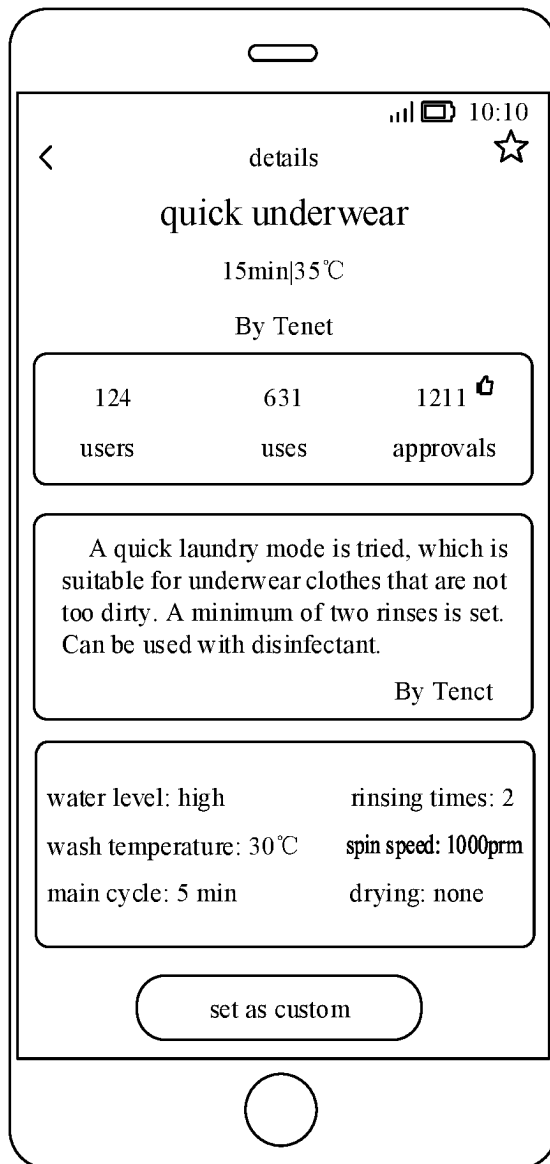 10:10
details
quick underwear
15min|35℃
By Tenet
124 631 1211
users uses approvals
A quick laundry mode is tried, which is
suitable for underwear clothes that are not
too dirty. A minimum of two rinses is set.
Can be used with disinfectant.
By Tenct
water level: high rinsing times: 2
wash temperature: 30℃ spin speed: 1000prm
main cycle: 5 min drying: none
set as custom